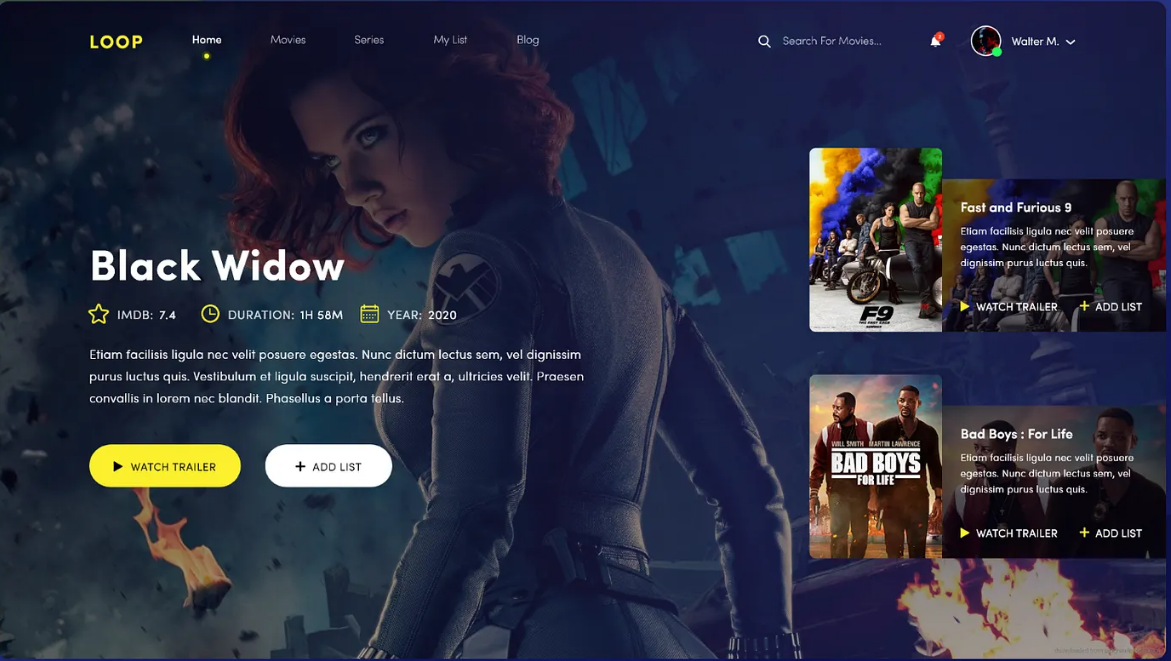 LOOP
Home
Movies
Series
My List
Blog
Search For Movies...
Walter M.
Black Widow
IMDB: 7.4
DURATION: 1H 58M
YEAR: 2020
Etiam facilisis ligula nec velit posuere egestas. Nunc dictum lectus sem, vel dignissim
purus luctus quis. Vestibulum et ligula suscipit, hendrerit erat a, ultricies velit. Praesen
convallis in lorem nec blandit. Phasellus a porta tellus.
WATCH TRAILER
ADD LIST
F9
Fast and Furious 9
Etiam facilisis ligula nec velit posuere
egestas. Nunc dictum lectus sem, vel
dignissim purus luctus quis.
WATCH TRAILER
ADD LIST
WILL SMITH MARTIN LAWRENCE
BAD BOYS
FOR LIFE
Bad Boys : For Life
Etiam facilisis ligula nec velit posuere
egestas. Nunc dictum lectus sem, vel
dignissim purus luctus quis.
WATCH TRAILER
ADD LIST